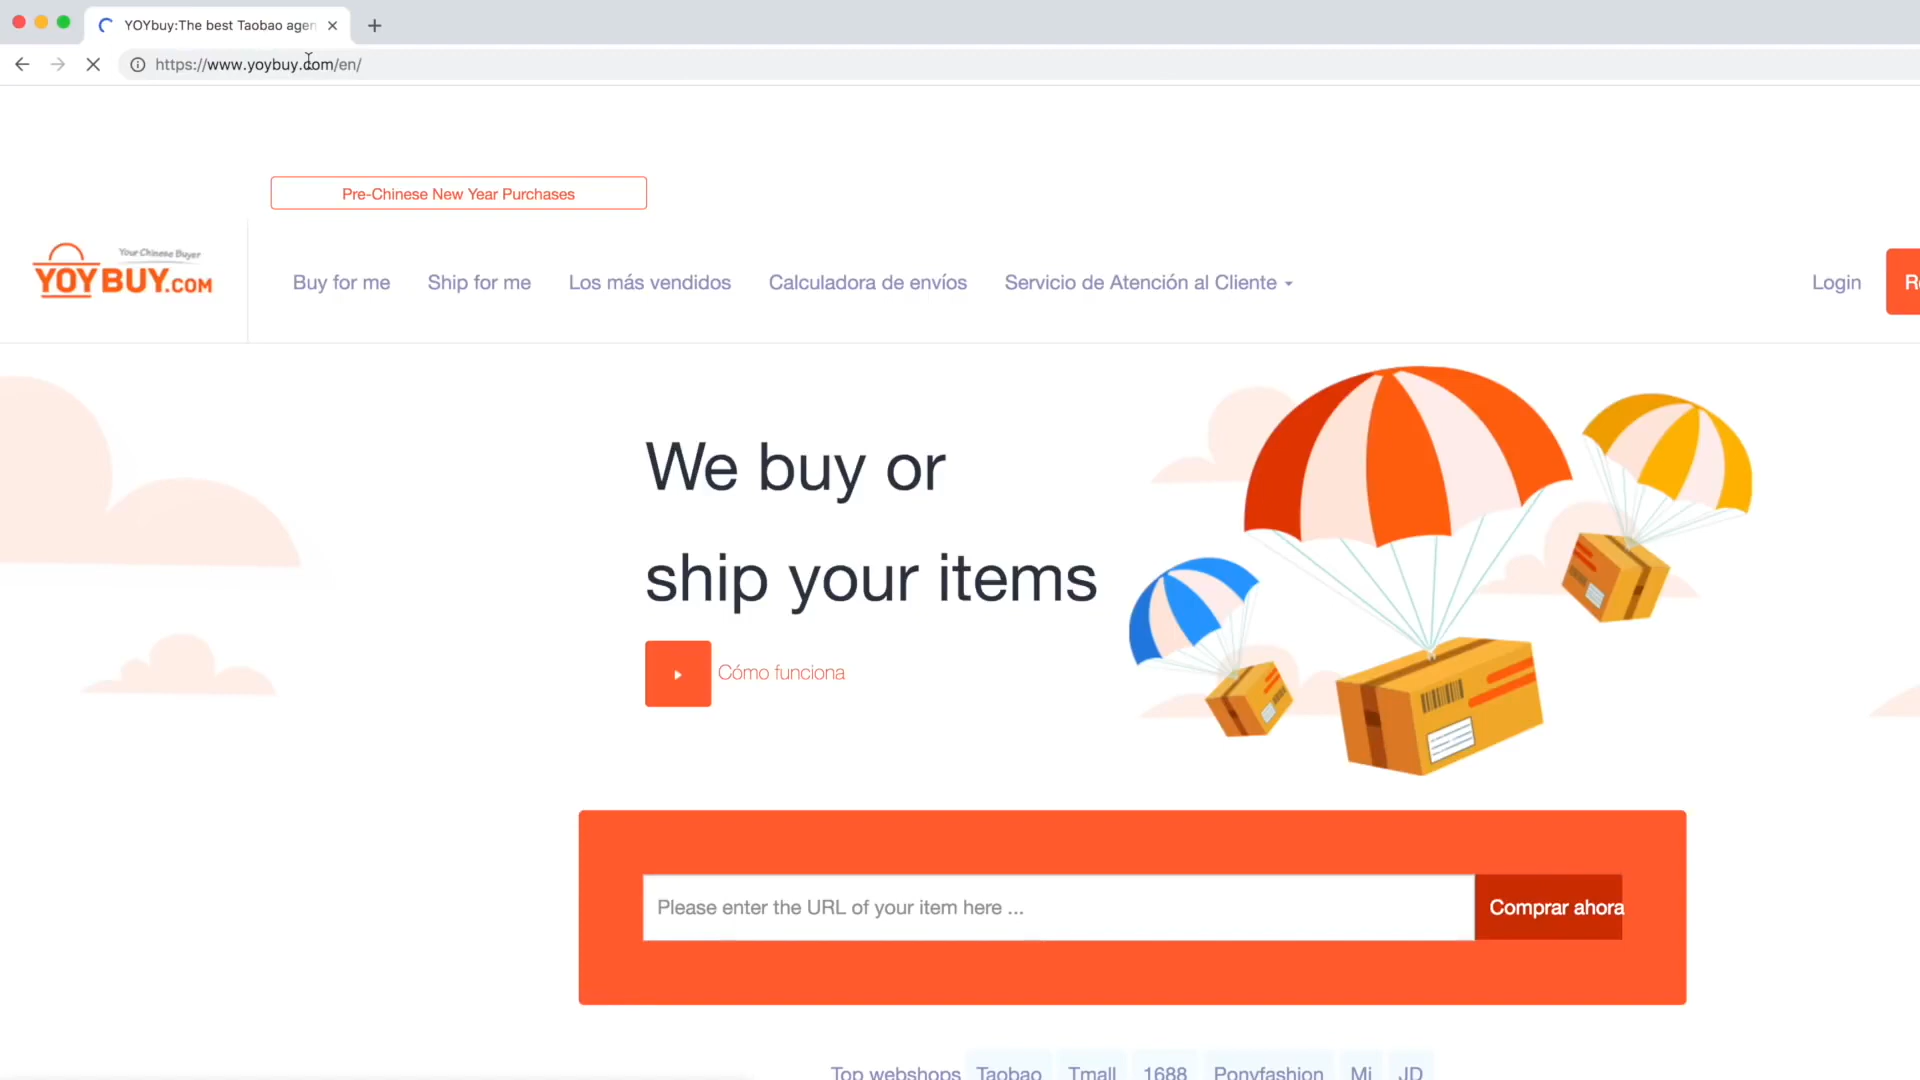 YOYbuy:The best Taobao agen
https://www.yoybuy.com/en/
Pre-Chinese New Year Purchases
Your Chinese Buyer
YOYBUY.COM
Buy for me
Ship for me
Los más vendidos
Calculadora de envíos
Servicio de Atención al Cliente
Login
We buy or
ship your items
Cómo funciona
Please enter the URL of your item here ...
Comprar ahora
Top webshops Taobao Tmall 1688 Ponyfashion Mi JD